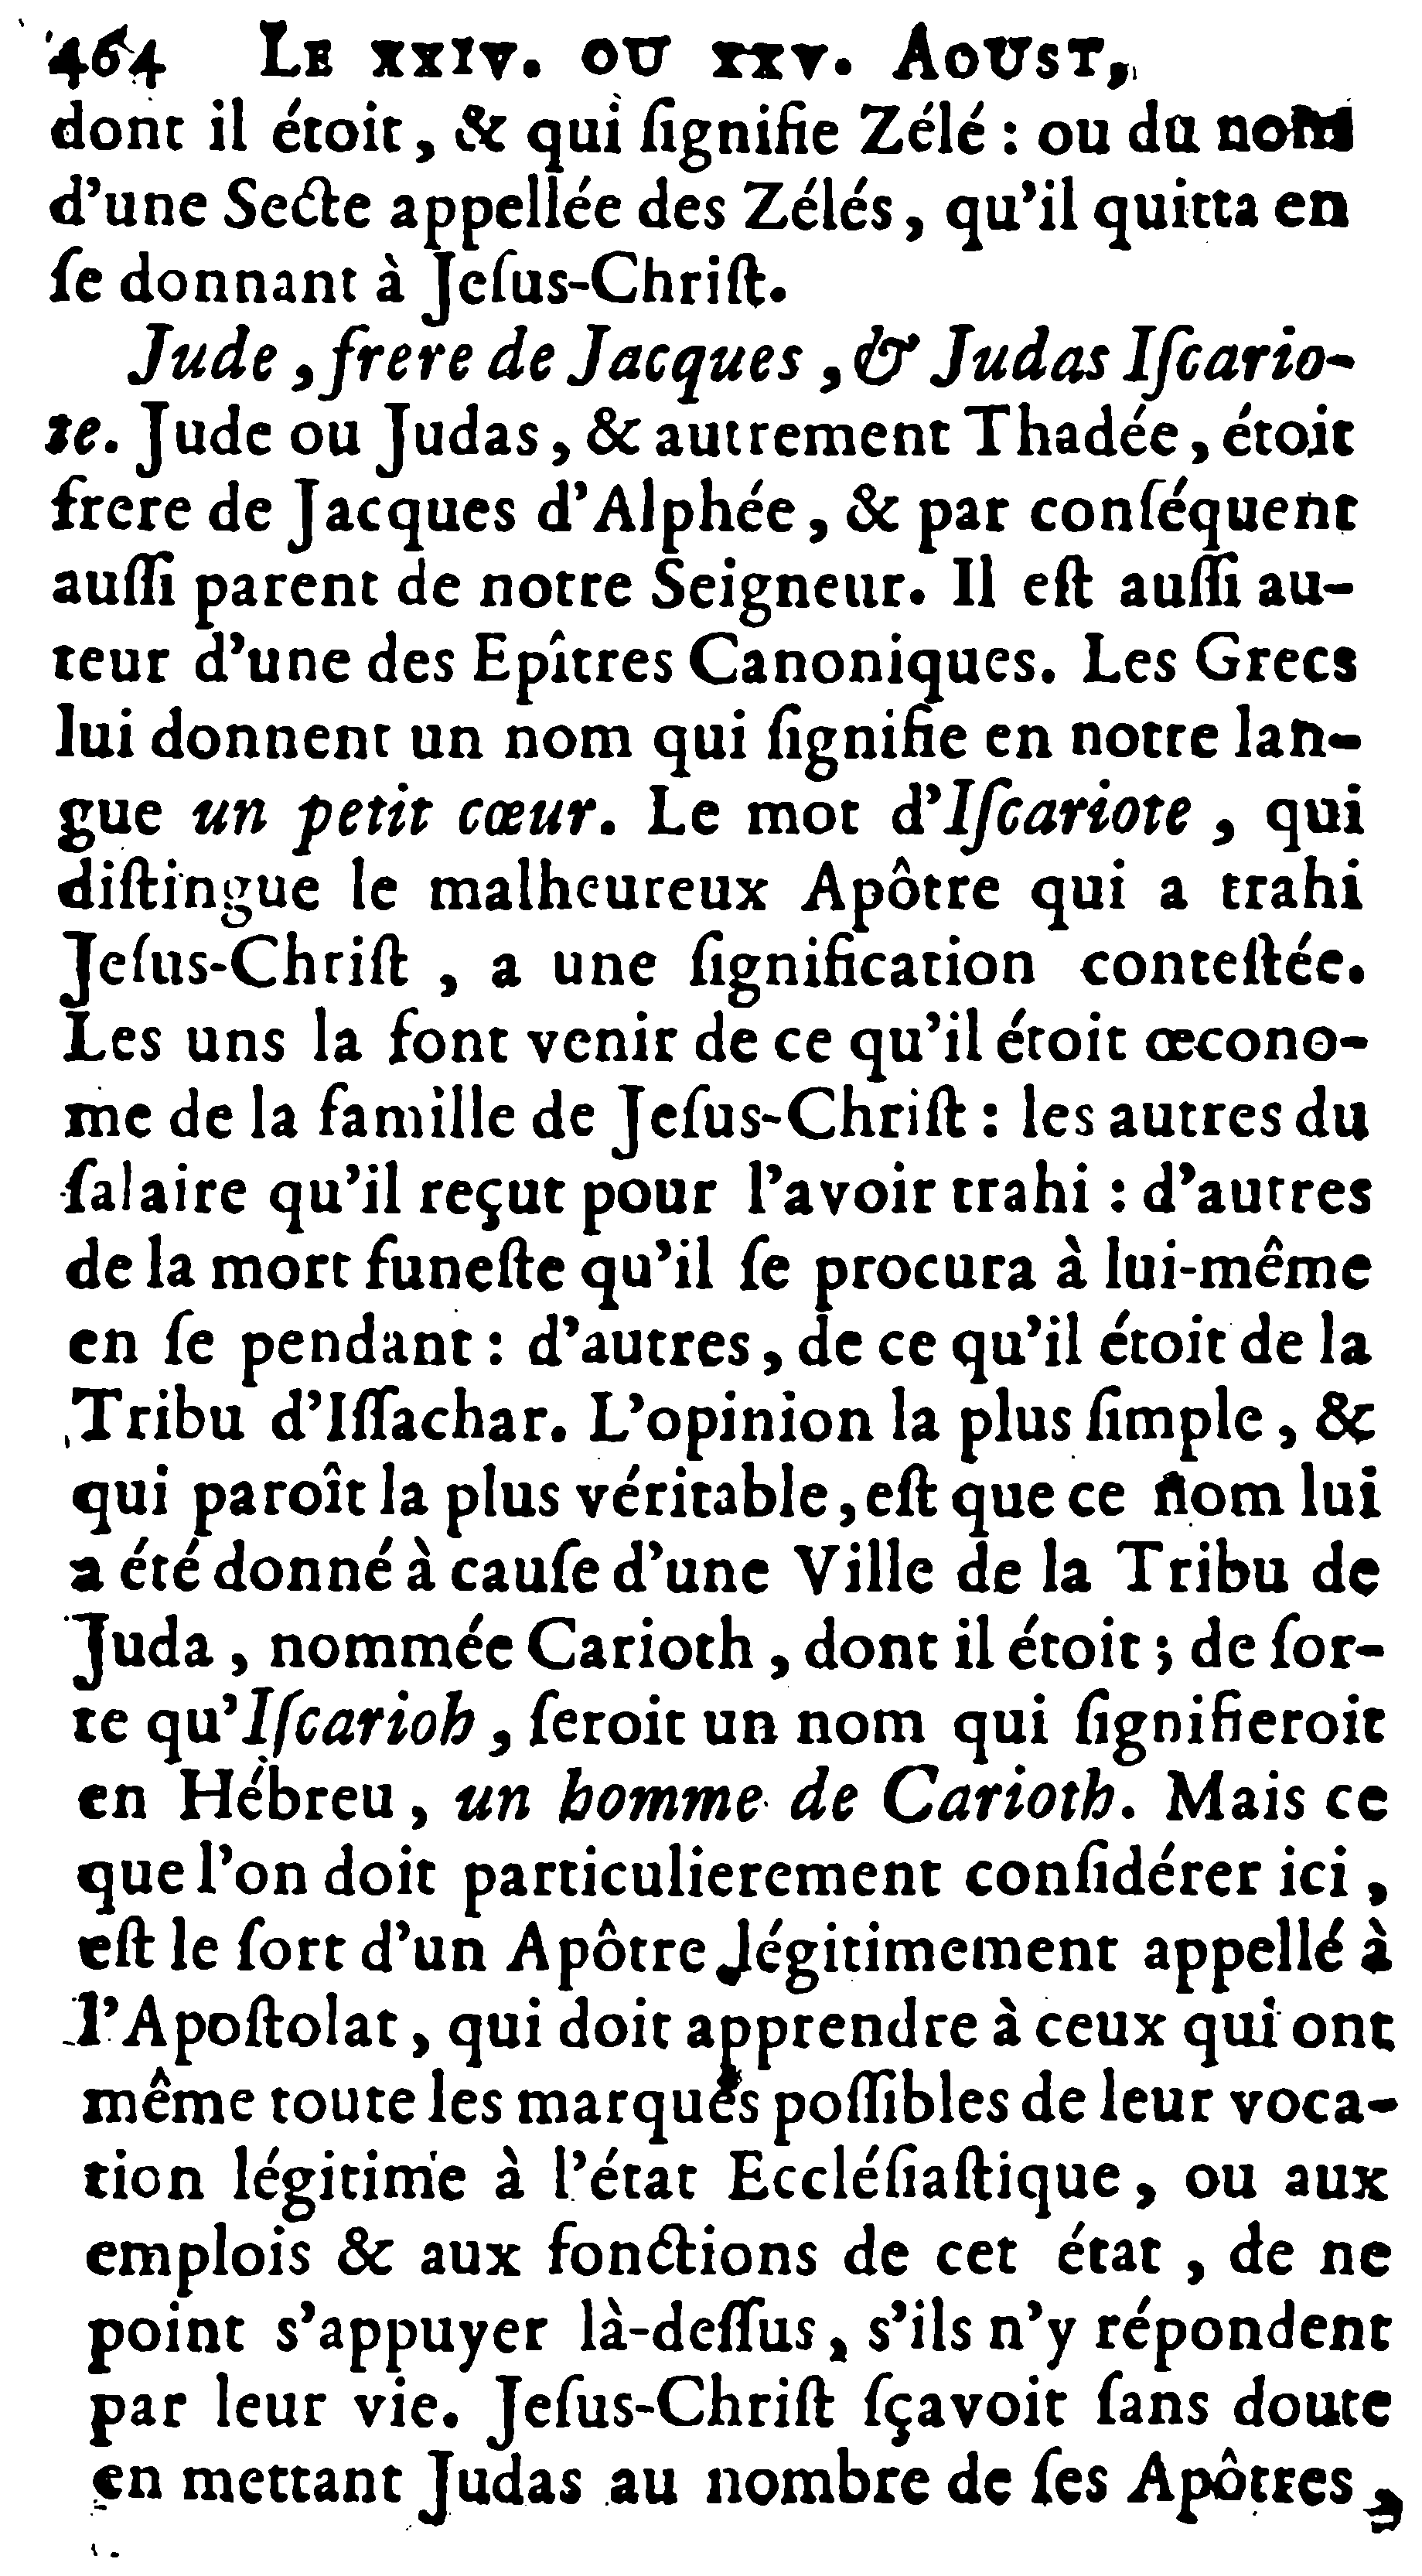 464 LE XXIV. OU XXV. AOUST,
dont il étoit, & qui ſignifie Zélé : ou du nom
d'une Secte appellée des Zélés, qu'il quitta en
ſe donnant à Jeſus-Chriſt.
Jude, frere de Jacques, & Judas Iſcario-
te. Jude ou Judas, & autrement Thadée, étoit
frere de Jacques d'Alphée, & par conſéquent
auſſi parent de notre Seigneur. Il eſt auſſi au-
teur d'une des Epîtres Canoniques. Les Grecs
lui donnent un nom qui ſignifie en notre lan-
gue un petit cœur. Le mot d'Iſcariote, qui
diſtingue le malheureux Apôtre qui a trahi
Jeſus-Chriſt, a une ſignification conteſtée.
Les uns la font venir de ce qu'il étoit œcono-
me de la famille de Jeſus-Chriſt : les autres du
ſalaire qu'il reçut pour l'avoir trahi : d'autres
de la mort funeſte qu'il ſe procura à lui-même
en ſe pendant : d'autres, de ce qu'il étoit de la
Tribu d'Iſſachar. L'opinion la plus ſimple, &
qui paroît la plus véritable, eſt que ce nom lui
a été donné à cauſe d'une Ville de la Tribu de
Juda, nommée Carioth, dont il étoit ; de ſor-
te qu'Iſcarioh, ſeroit un nom qui ſignifieroit
en Hébreu, un homme de Carioth. Mais ce
que l'on doit particulierement conſidérer ici,
eſt le ſort d'un Apôtre légitimement appellé à
l'Apoſtolat, qui doit apprendre à ceux qui ont
même toute les marques poſſibles de leur voca-
tion légitime à l'état Eccléſiaſtique, ou aux
emplois & aux fonctions de cet état, de ne
point s'appuyer là-deſſus, s'ils n'y répondent
par leur vie. Jeſus-Chriſt ſçavoit ſans doute
en mettant Judas au nombre de ſes Apôtres,